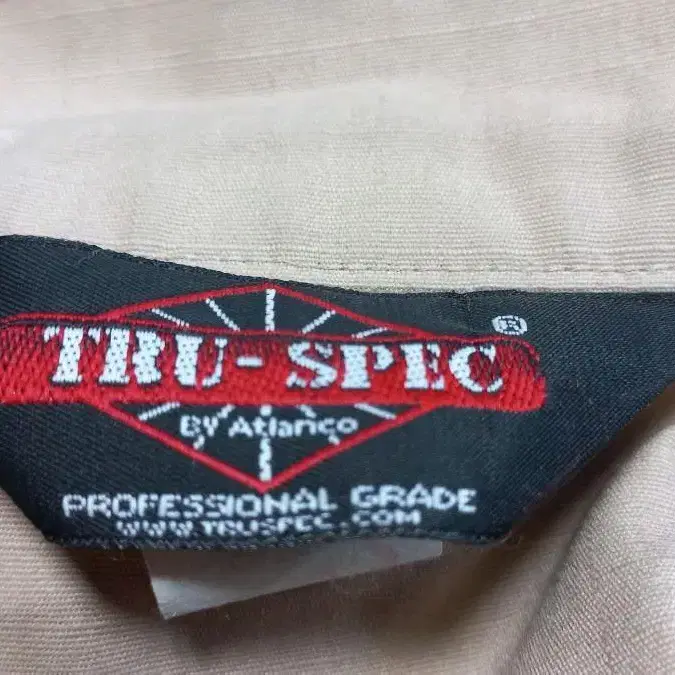 TRU-SPEC ®
By Atlanco
PROFESSIONAL GRADE
WWW.TRUSPEC.COM